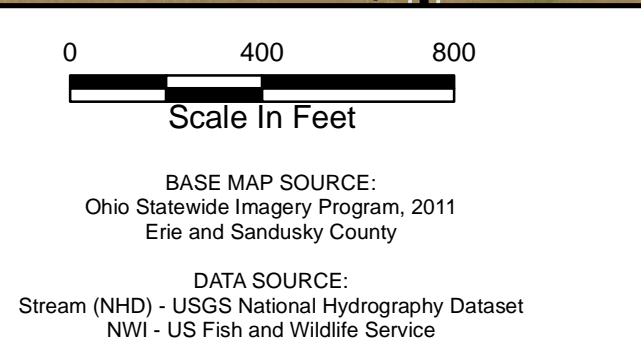 0 400 800
Scale In Feet
BASE MAP SOURCE:
Ohio Statewide Imagery Program, 2011
Erie and Sandusky County
DATA SOURCE:
Stream (NHD) - USGS National Hydrography Dataset
NWI - US Fish and Wildlife Service